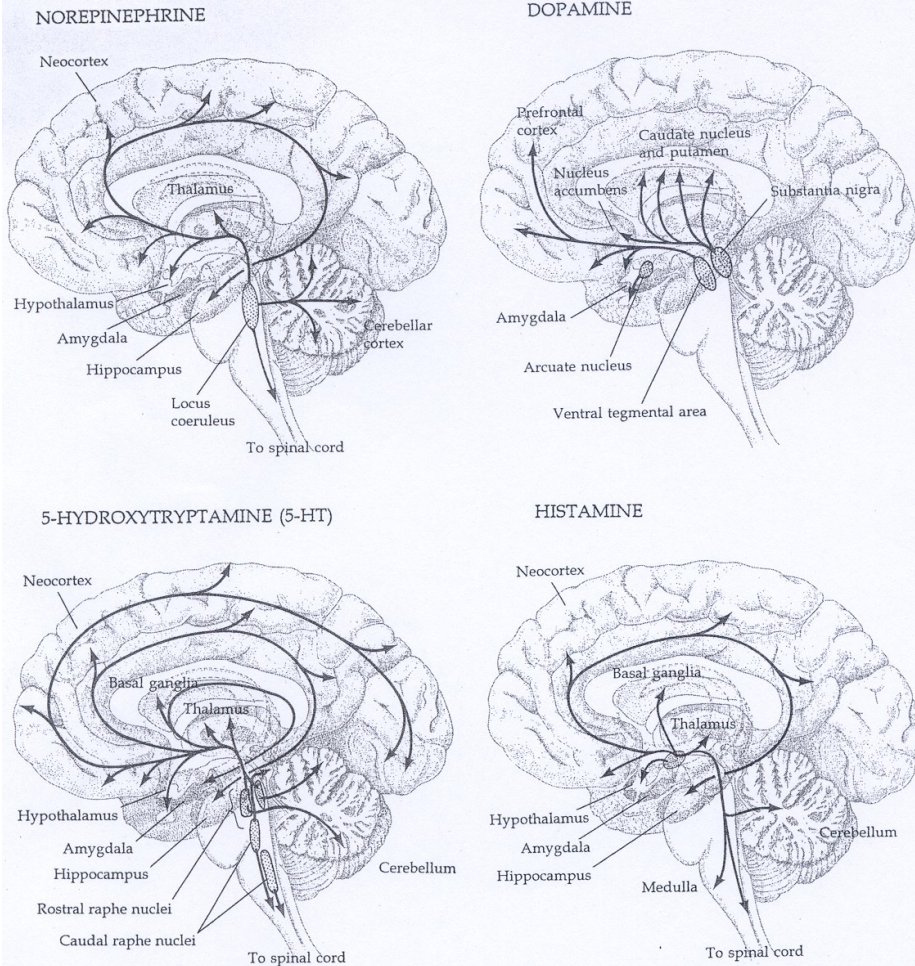 NOREPINEPHRINE
Neocortex
Thalamus
Hypothalamus
Amygdala
Hippocampus
Locus
coeruleus
Cerebellar
cortex
To spinal cord
DOPAMINE
Prefrontal
cortex
Caudate nucleus
and putamen
Nucleus
accumbens
Substantia nigra
Amygdala
Arcuate nucleus
Ventral tegmental area
5-HYDROXYTRYPTAMINE (5-HT)
Neocortex
Basal ganglia
Thalamus
Hypothalamus
Amygdala
Hippocampus
Cerebellum
Rostral raphe nuclei
Caudal raphe nuclei
To spinal cord
HISTAMINE
Neocortex
Basal ganglia
Thalamus
Hypothalamus
Amygdala
Hippocampus
Cerebellum
Medulla
To spinal cord